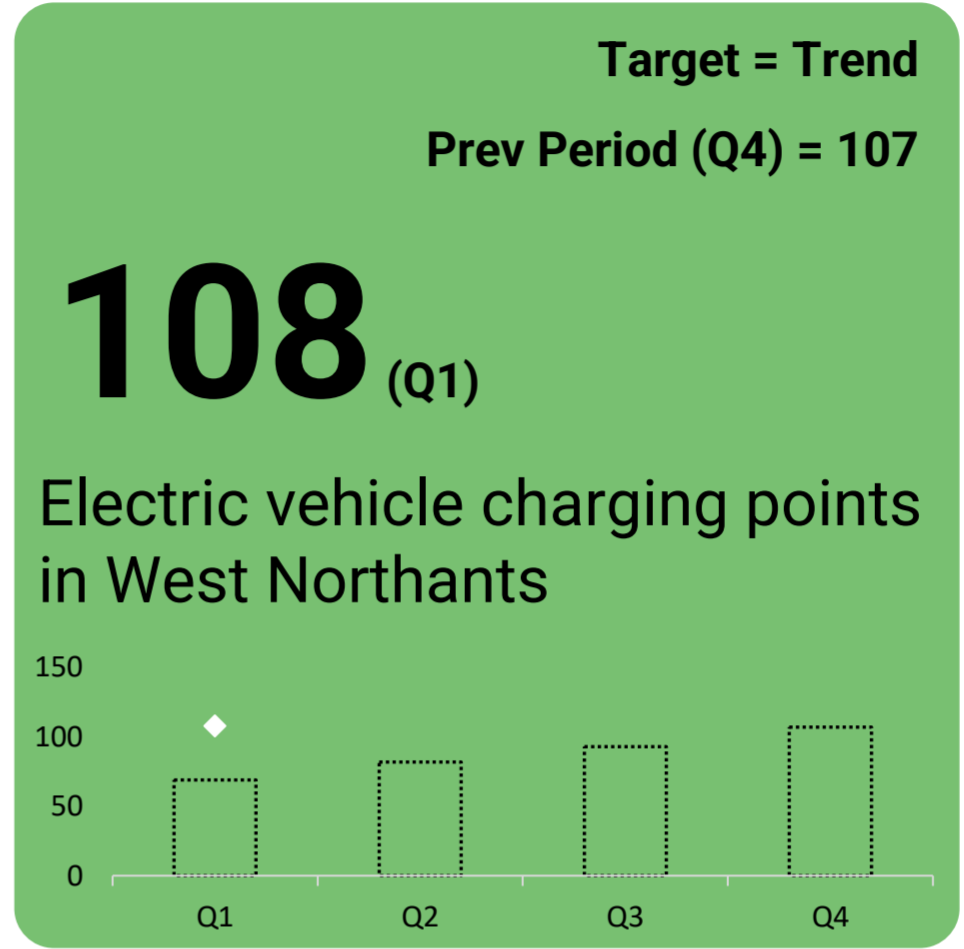 Target = Trend
Prev Period (Q4) = 107
108 (Q1)
Electric vehicle charging points
in West Northants
150
100
50
0
Q1 Q2 Q3 Q4